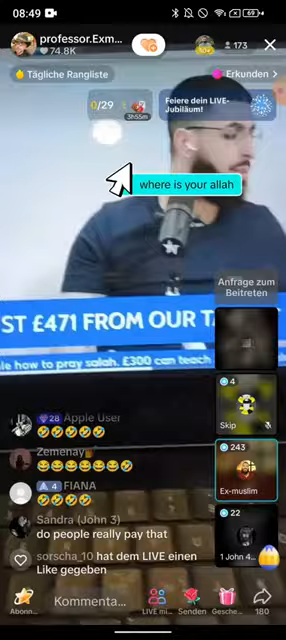 08:49
69
professor.Exm...
74.8K
173
Tägliche Rangliste
Erkunden >
0/29
3h55m
Feiere dein LIVE-
Jubiläum!
where is your allah
Anfrage zum
Beitreten
ST £471 FROM OUR T
le how to pray salah. £300 can teach
4
Skip
243
Ex-muslim
22
1 John 4...
28 Apple User
🤣🤣🤣🤣🤣
Zemenay
😂😂😂😂😂😂🤣
4 FIANA
🤣🤣🤣🤣
Sandra (John 3)
do people really pay that
sorscha_10 hat dem LIVE einen
Like gegeben
Abonn...
Kommenta...
LIVE mi...
Senden
Gesche...
180